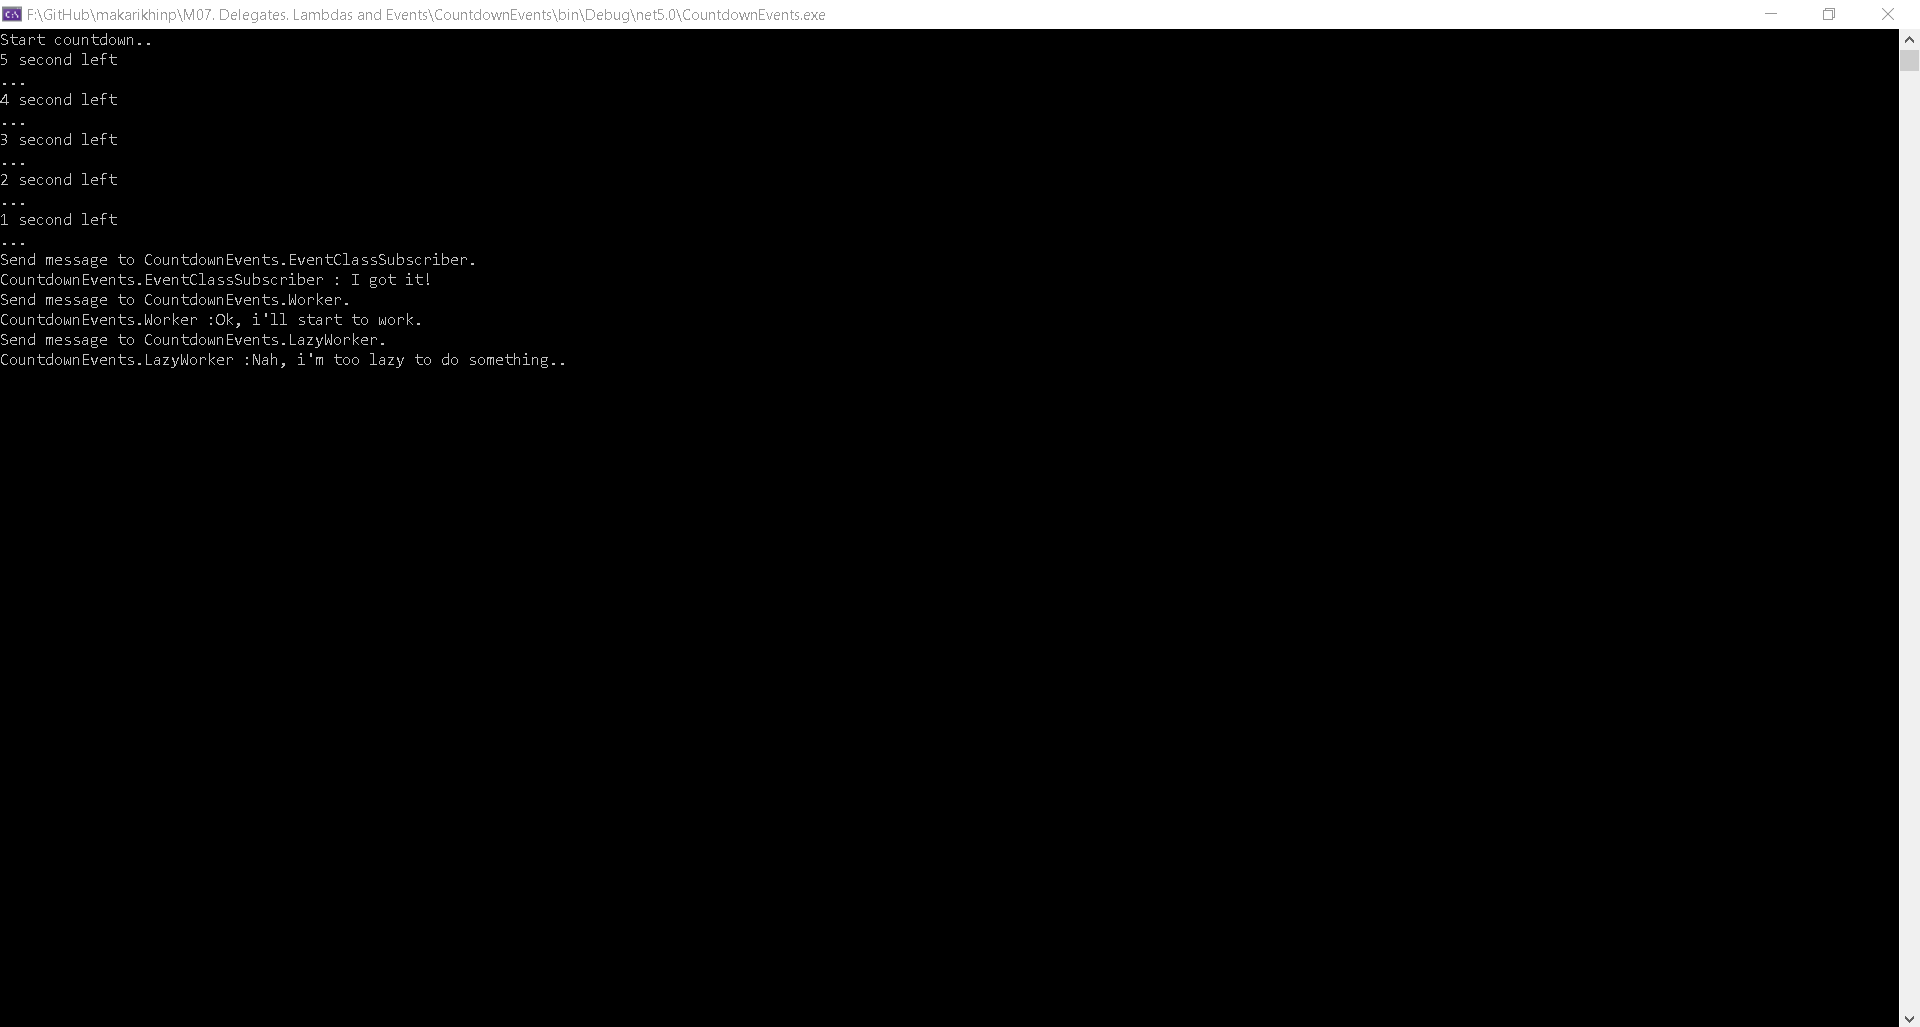 F:\GitHub\makarikhinp\M07. Delegates. Lambdas and Events\CountdownEvents\bin\Debug\net5.0\CountdownEvents.exe
Start countdown..
5 second left
...
4 second left
...
3 second left
...
2 second left
...
1 second left
...
Send message to CountdownEvents.EventClassSubscriber.
CountdownEvents.EventClassSubscriber : I got it!
Send message to CountdownEvents.Worker.
CountdownEvents.Worker :Ok, i'll start to work.
Send message to CountdownEvents.LazyWorker.
CountdownEvents.LazyWorker :Nah, i'm too lazy to do something..